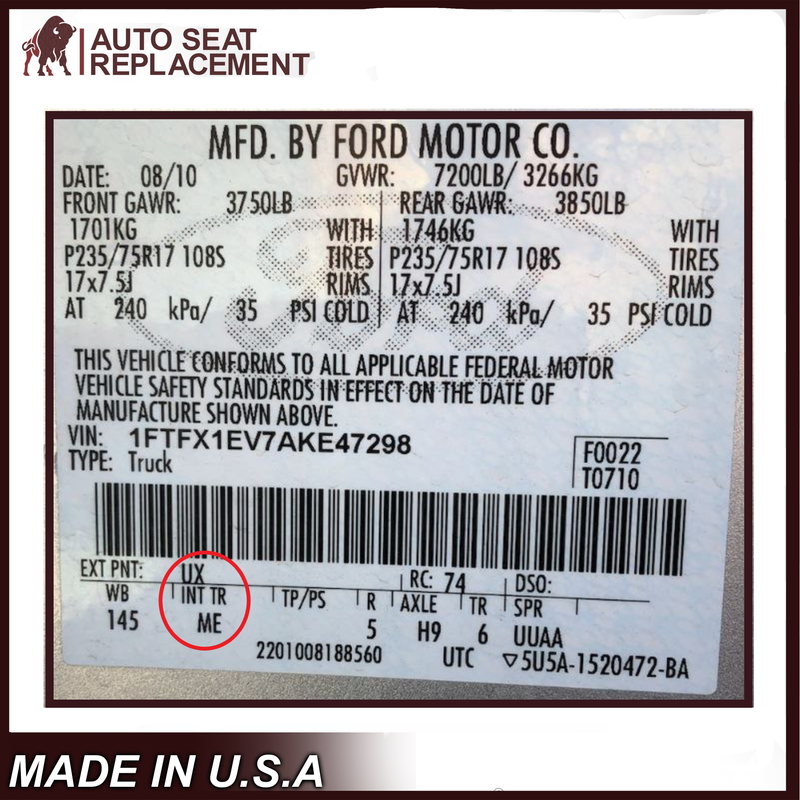 AUTO SEAT
REPLACEMENT
MFD. BY FORD MOTOR CO.
DATE: 08/10 GVWR: 7200LB/ 3266KG
FRONT GAWR: 3750LB REAR GAWR: 3850LB
1701KG WITH 1746KG WITH
P235/75R17 108S TIRES P235/75R17 108S TIRES
17x7.5J RIMS 17x7.5J RIMS
AT 240 kPa/ 35 PSI COLD AT 240 kPa/ 35 PSI COLD
Ford
THIS VEHICLE CONFORMS TO ALL APPLICABLE FEDERAL MOTOR
VEHICLE SAFETY STANDARDS IN EFFECT ON THE DATE OF
MANUFACTURE SHOWN ABOVE.
VIN: 1FTFX1EV7AKE47298 F0022
TYPE: Truck T0710
EXT PNT: UX RC: 74 DSO:
WB INT TR TP/PS R AXLE TR SPR
145 ME 5 H9 6 UUAA
2201008188560 UTC ▽5U5A-1520472-BA
MADE IN U.S.A